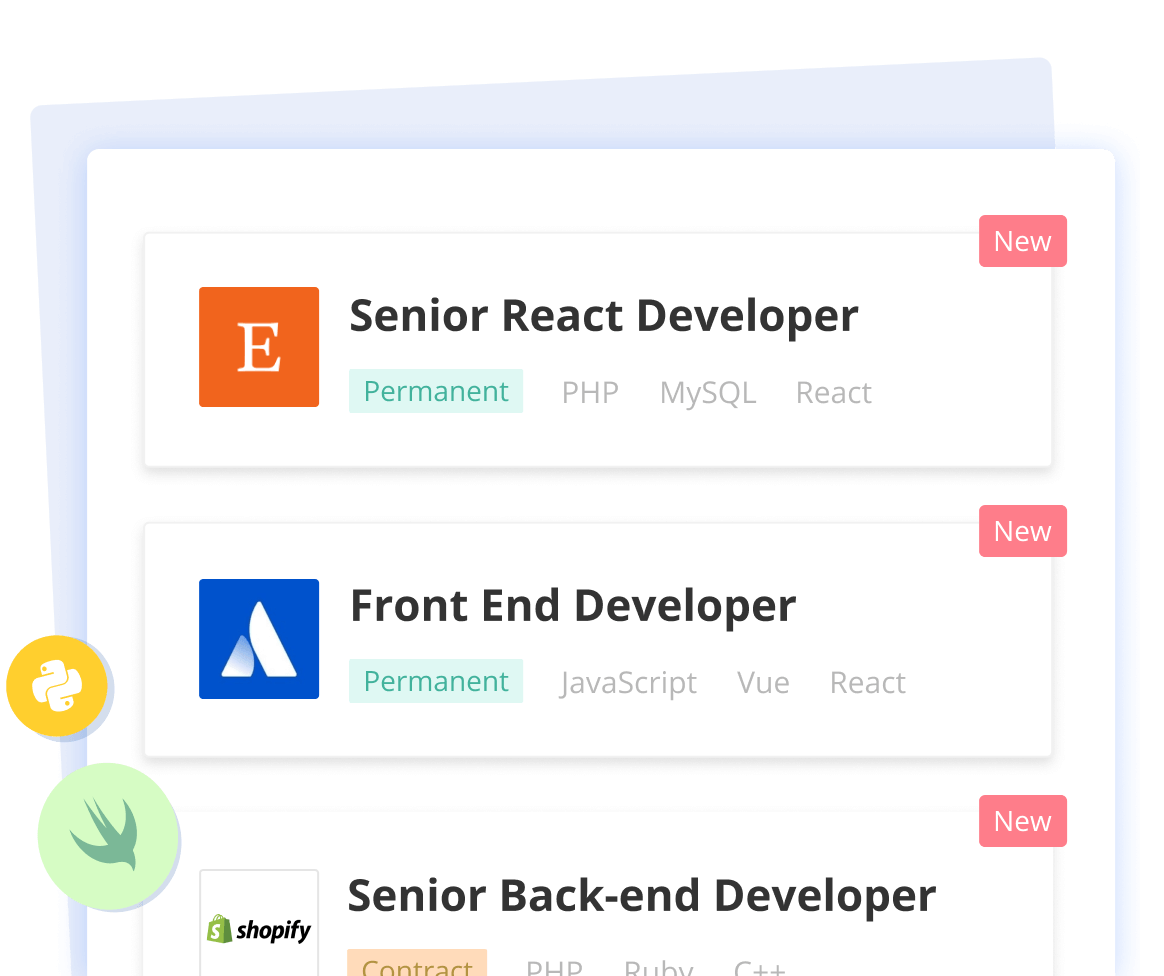 New
E
Senior React Developer
Permanent PHP MySQL React
New
Front End Developer
Permanent JavaScript Vue React
New
Senior Back-end Developer
shopify
Contract PHP Ruby C++